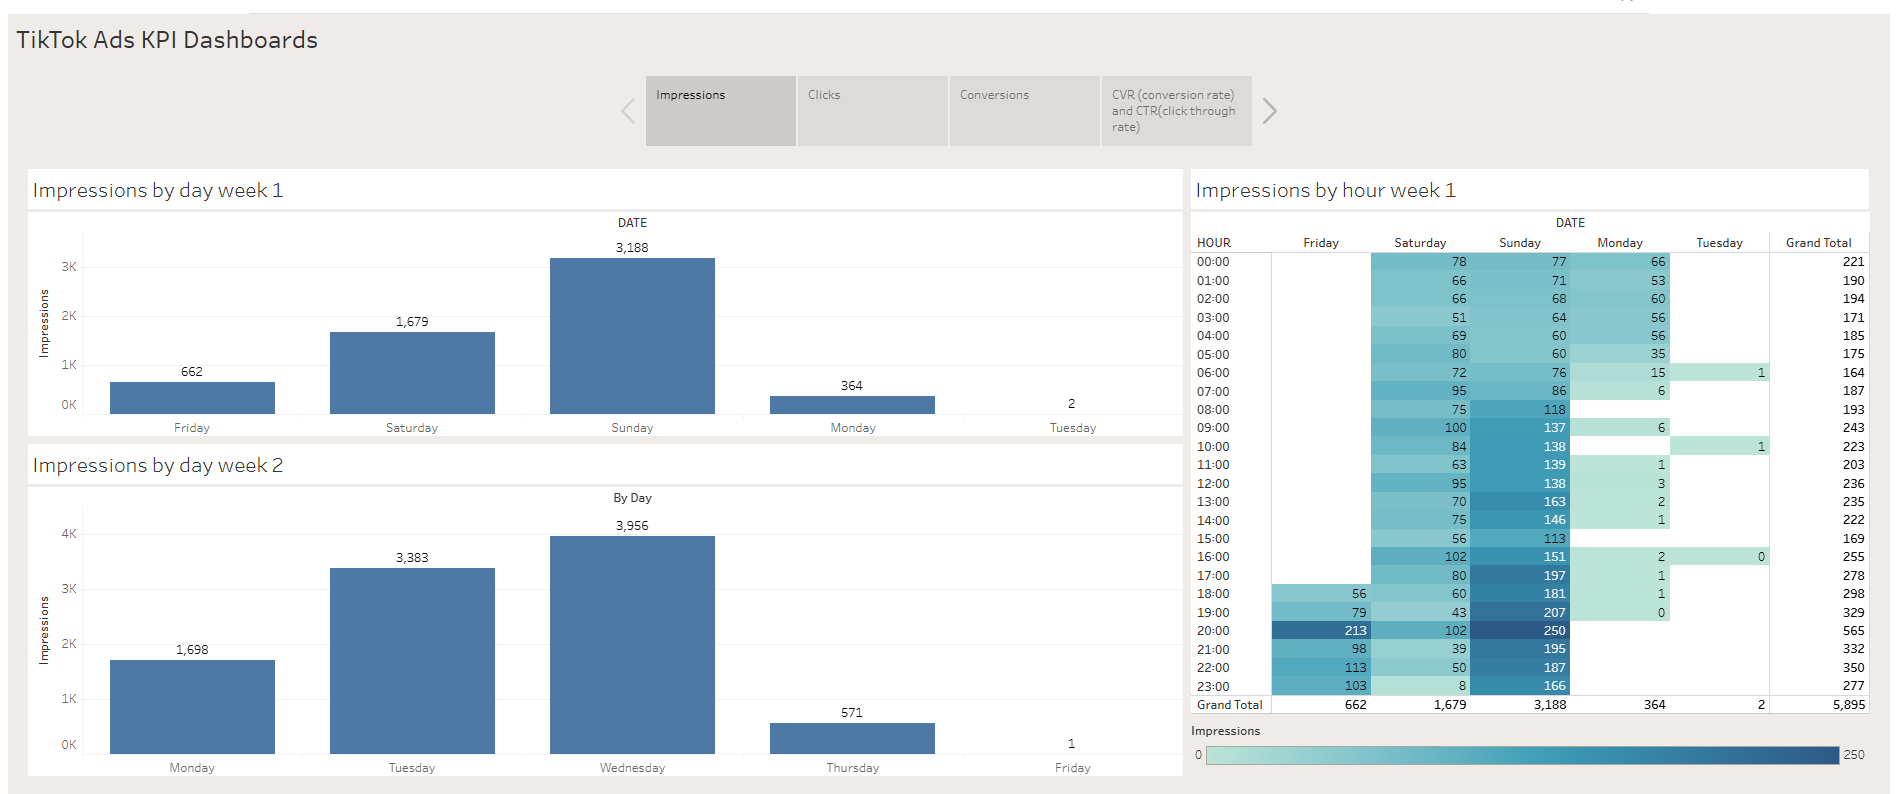 TikTok Ads KPI Dashboards
Impressions
Clicks
Conversions
CVR (conversion rate)
and CTR(click through
rate)
Impressions by day week 1
DATE
Impressions
3K
2K
1K
0K
662
1,679
3,188
364
2
Friday
Saturday
Sunday
Monday
Tuesday
Impressions by day week 2
By Day
Impressions
4K
3K
2K
1K
0K
1,698
3,383
3,956
571
1
Monday
Tuesday
Wednesday
Thursday
Friday
Impressions by hour week 1
DATE
HOUR Friday Saturday Sunday Monday Tuesday Grand Total
00:00 78 77 66 221
01:00 66 71 53 190
02:00 66 68 60 194
03:00 51 64 56 171
04:00 69 60 56 185
05:00 80 60 35 175
06:00 72 76 15 1 164
07:00 95 86 6 187
08:00 75 118 193
09:00 100 137 6 243
10:00 84 138 1 223
11:00 63 139 1 203
12:00 95 138 3 236
13:00 70 163 2 235
14:00 75 146 1 222
15:00 56 113 169
16:00 102 151 2 0 255
17:00 80 197 1 278
18:00 56 60 181 1 298
19:00 79 43 207 0 329
20:00 213 102 250 565
21:00 98 39 195 332
22:00 113 50 187 350
23:00 103 8 166 277
Grand Total 662 1,679 3,188 364 2 5,895
Impressions
0 250